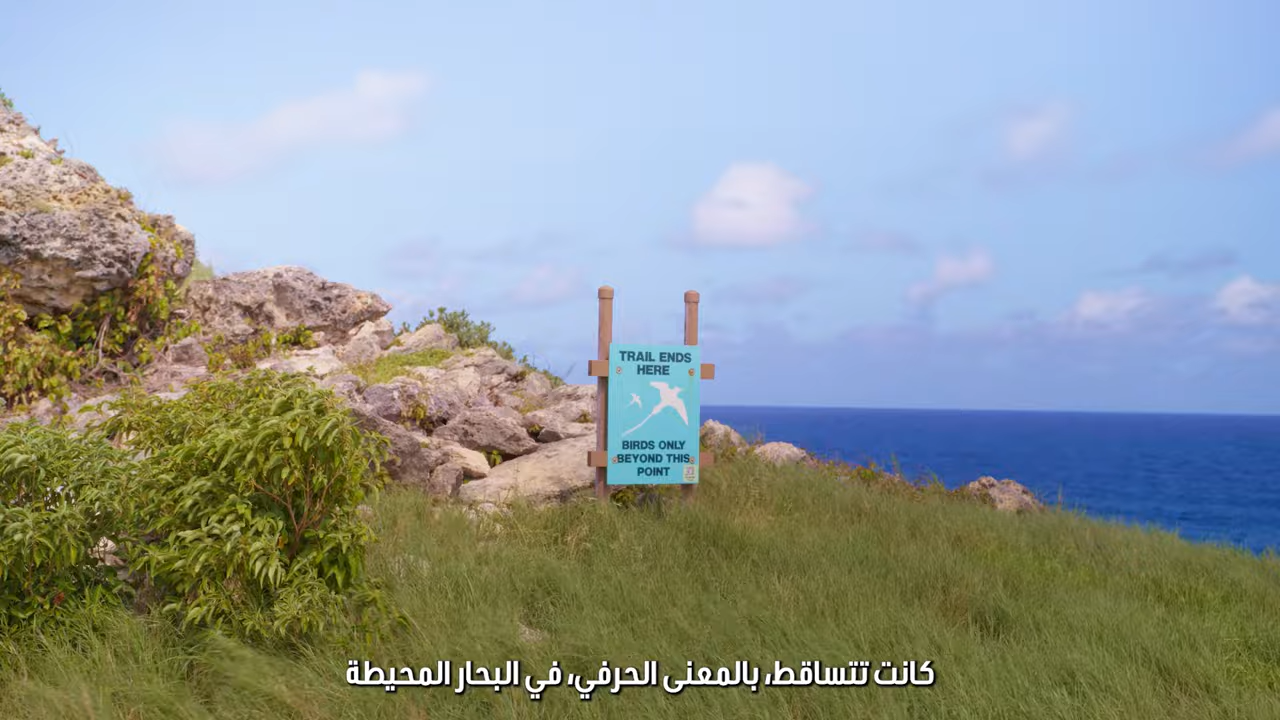 TRAIL ENDS
HERE
BIRDS ONLY
BEYOND THIS
POINT
كانت تتساقط، بالمعنى الحرفي، في البحار المحيطة